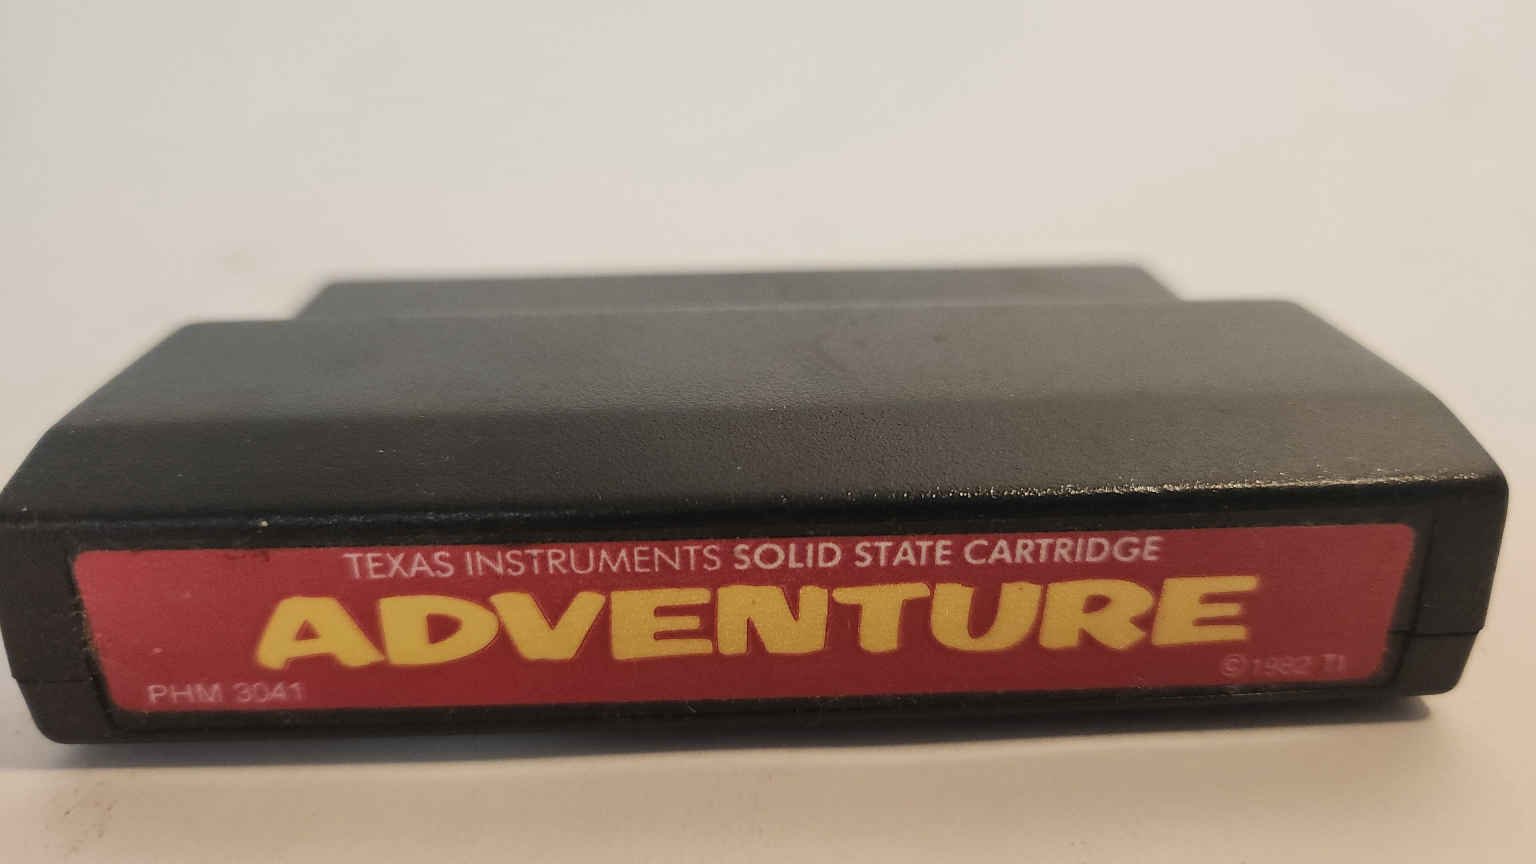 TEXAS INSTRUMENTS SOLID STATE CARTRIDGE
ADVENTURE
PHM 3041
©1982 TI